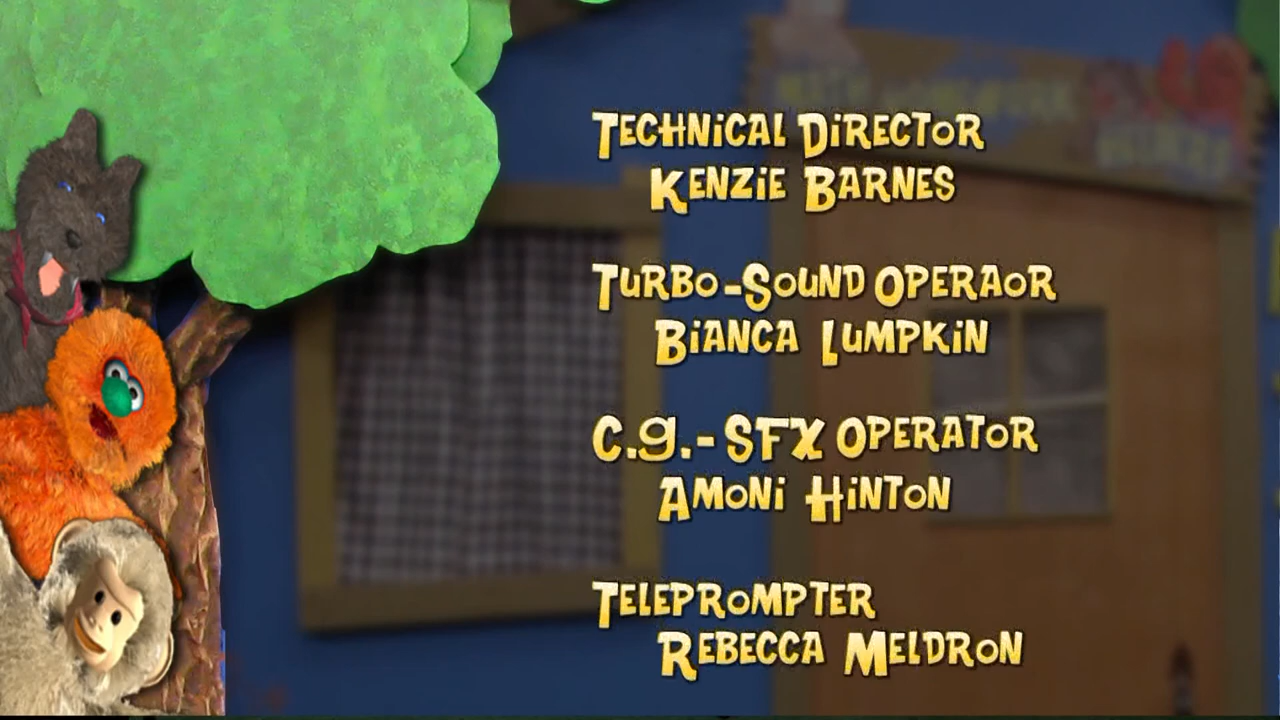 Technical Director
Kenzie Barnes
Turbo-Sound Operaor
Bianca Lumpkin
C.g.- SFX Operator
Amoni Hinton
Teleprompter
Rebecca Meldron